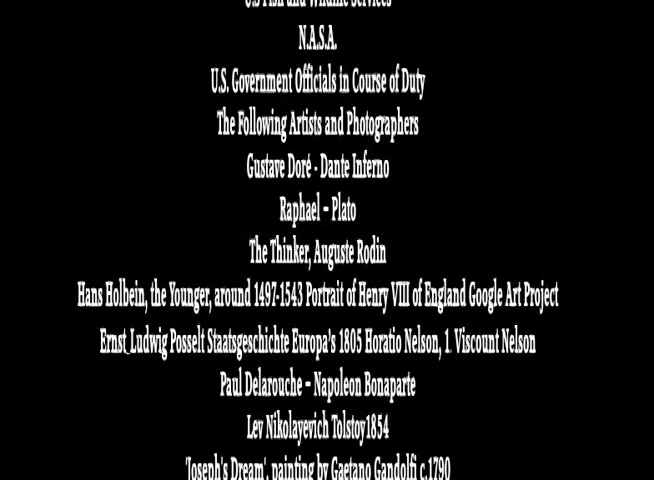 U.S Fish and Wildlife Services
N.A.S.A.
U.S. Government Officials in Course of Duty
The Following Artists and Photographers
Gustave Doré - Dante Inferno
Raphael – Plato
The Thinker, Auguste Rodin
Hans Holbein, the Younger, around 1497-1543 Portrait of Henry VIII of England Google Art Project
Ernst_Ludwig Posselt Staatsgeschichte Europa's 1805 Horatio Nelson, 1. Viscount Nelson
Paul Delarouche – Napoleon Bonaparte
Lev Nikolayevich Tolstoy1854
'Joseph's Dream', painting by Gaetano Gandolfi c.1790